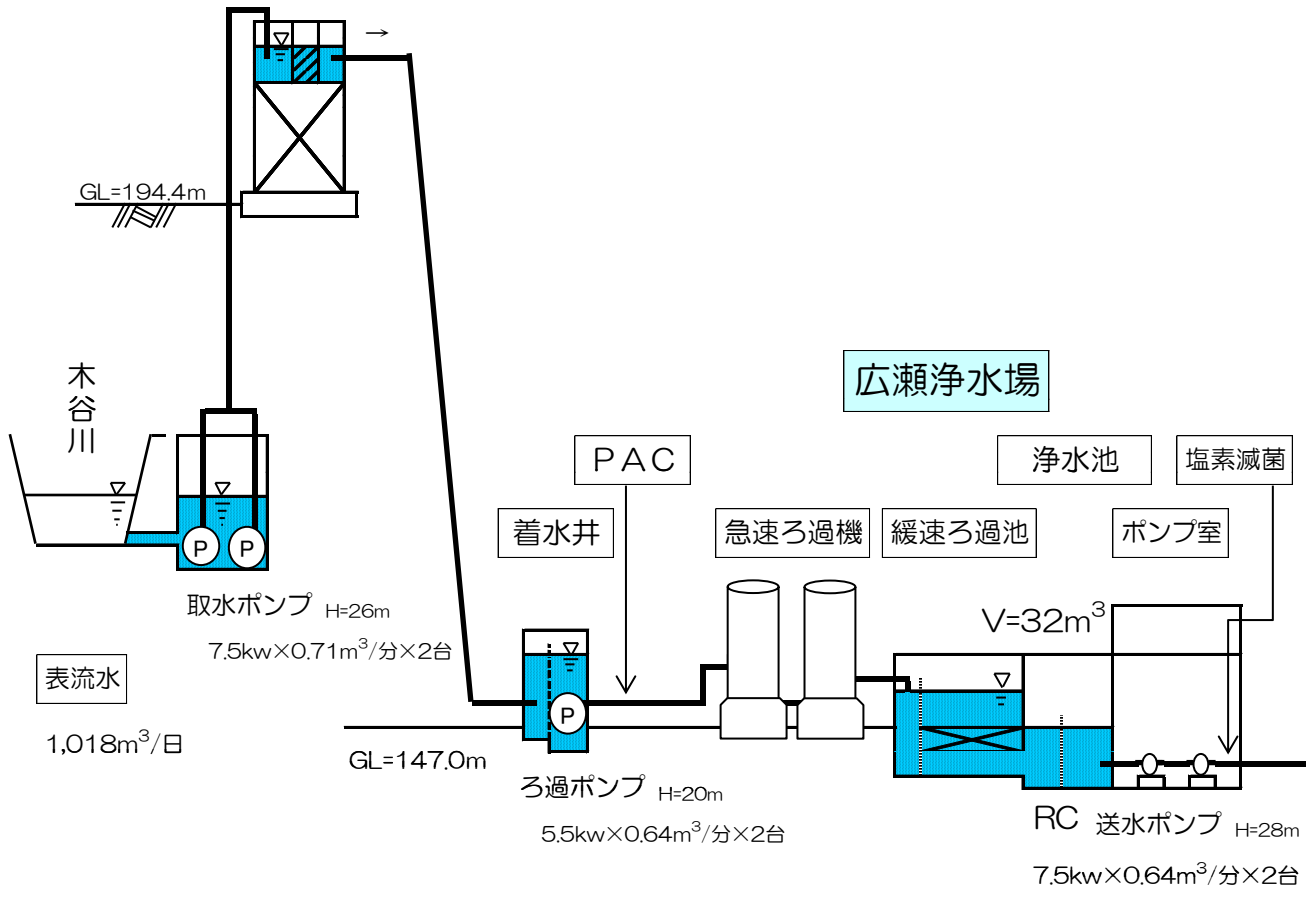 →
GL=194.4m
木谷川
広瀬浄水場
PAC
浄水池
塩素滅菌
着水井
急速ろ過機
緩速ろ過池
ポンプ室
P
P
取水ポンプ H=26m
7.5kw×0.71m³/分×2台
V=32m³
表流水
1,018m³/日
P
GL=147.0m
ろ過ポンプ H=20m
5.5kw×0.64m³/分×2台
RC 送水ポンプ H=28m
7.5kw×0.64m³/分×2台